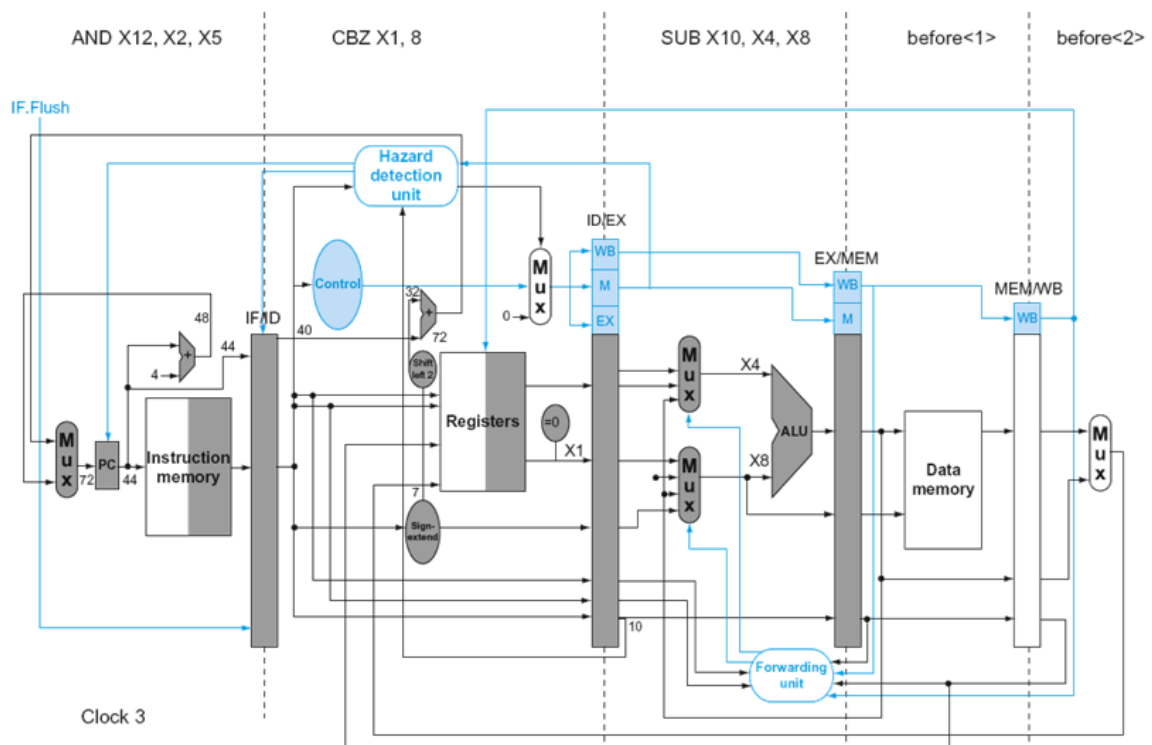 AND X12, X2, X5
CBZ X1, 8
SUB X10, X4, X8
before<1>
before<2>
IF.Flush
Hazard
detection
unit
ID/EX
WB
M
EX
Control
Mux
0
EX/MEM
WB
M
MEM/WB
WB
IF/ID
48
44
40
32
+
72
4
+
Shift
left 2
Registers
=0
X1
Mux
X4
ALU
X8
Mux
Mux
72
PC
44
Instruction
memory
7
Sign-
extend
Data
memory
Mux
10
Forwarding
unit
Clock 3